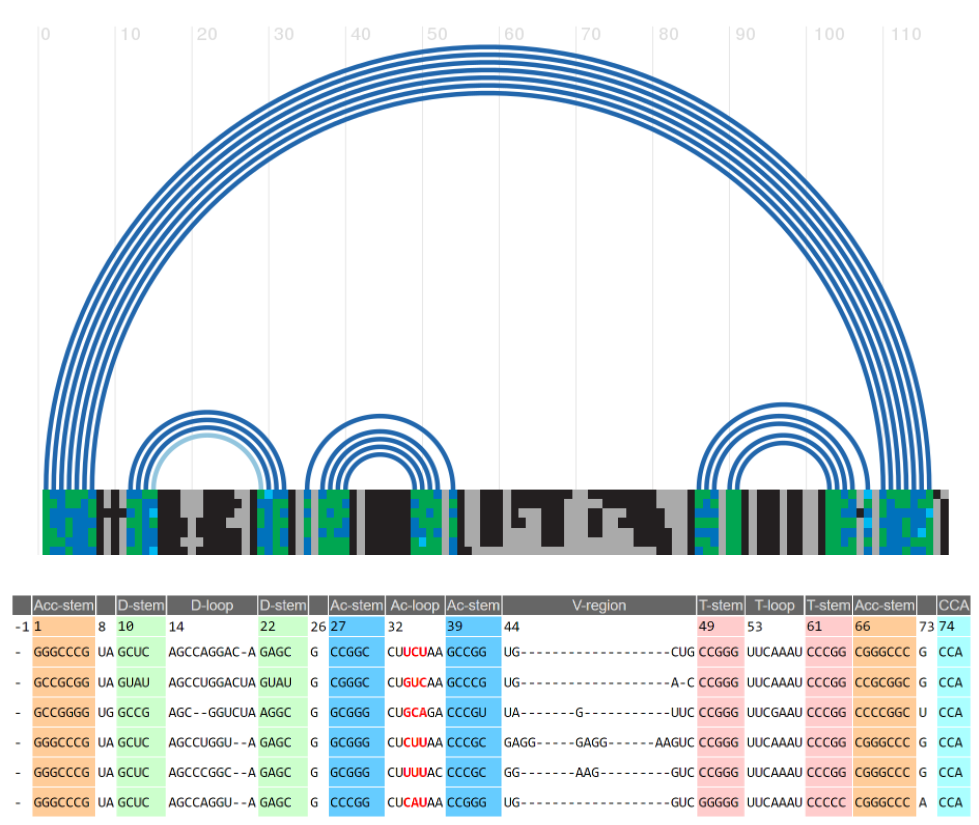 0 10 20 30 40 50 60 70 80 90 100 110
Acc-stem D-stem D-loop D-stem Ac-stem Ac-loop Ac-stem V-region T-stem T-loop T-stem Acc-stem CCA
-1 1 8 10 14 22 26 27 32 39 44 49 53 61 66 73 74
- GGGCCCG UA GCUC AGCCAGGAC-A GAGC G CCGGC CUUCUAA GCCGG UG-------------------CUG CCGGG UUCAAAU CCCGG CGGGCCC G CCA
- GCCGCGG UA GUAU AGCCUGGACUA GUAU G CGGGC CUGUCAA GCCCG UG-------------------A-C CCGGG UUCAAAU CCCGG CCGCGGC G CCA
- GCCGGGG UG GCCG AGC--GGUCUA AGGC G GCGGG CUGCAGA CCCGU UA-------G-----------UUC CCGGG UUCGAAU CCCGG CCCCGGC U CCA
- GGGCCCG UA GCUC AGCCUGGU--A GAGC G GCGGG CUCUUAA CCCGC GAGG-----GAGG------AAGUC CCGGG UUCAAAU CCCGG CGGGCCC G CCA
- GGGCCCG UA GCUC AGCCCGGC--A GAGC G GCGGG CUUUUAC CCCGC GG-------AAG---------GUC CCGGG UUCAAAU CCCGG CGGGCCC G CCA
- GGGCCCG UA GCUC AGCCAGGU--A GAGC G CCCGG CUCAUAA CCGGG UG-------------------GUC GGGGG UUCAAAU CCCCC CGGGCCC A CCA